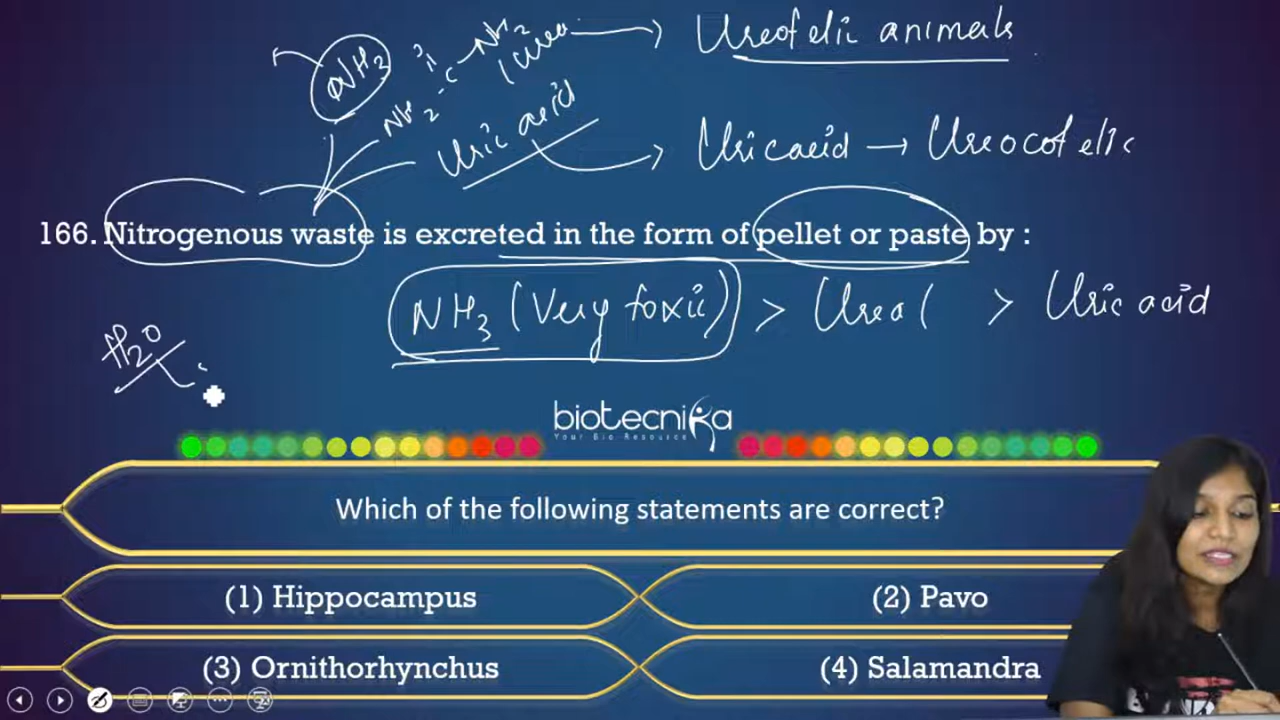 NH3
NH2-C-NH2
(Urea → Ureotelic animals
Uric acid → Uricacid → Ureocotelic
166. Nitrogenous waste is excreted in the form of pellet or paste by :
NH3 (Very toxic) > Urea ( > Uric acid
H2O
biotecnika
Your Bio Resource
Which of the following statements are correct?
(1) Hippocampus
(2) Pavo
(3) Ornithorhynchus
(4) Salamandra